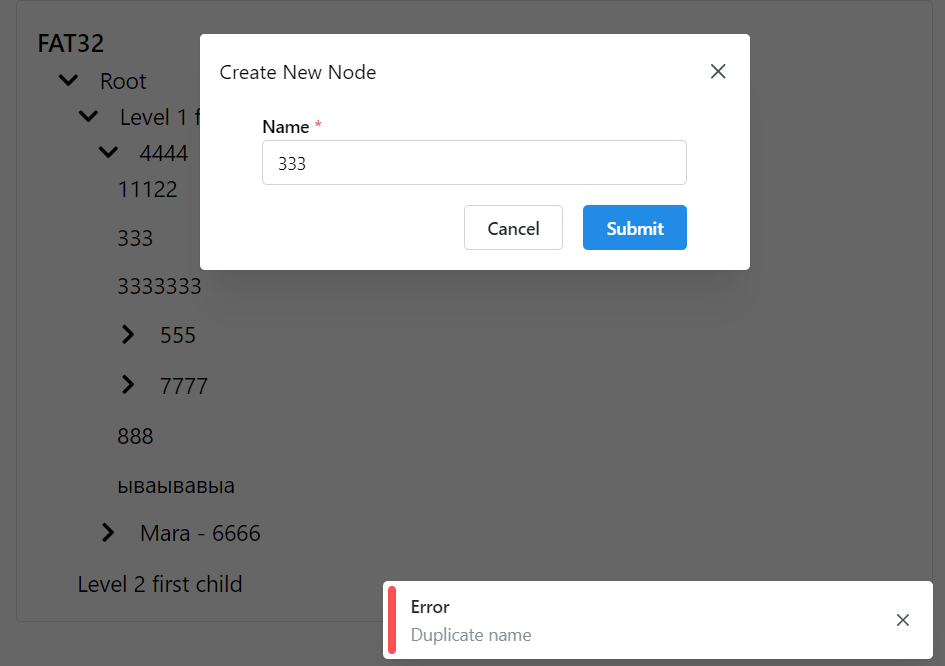 FAT32
Root
Level 1 f
4444
11122
333
3333333
555
7777
888
ываывавыа
Mara - 6666
Level 2 first child
Create New Node
Name *
333
Cancel
Submit
Error
Duplicate name